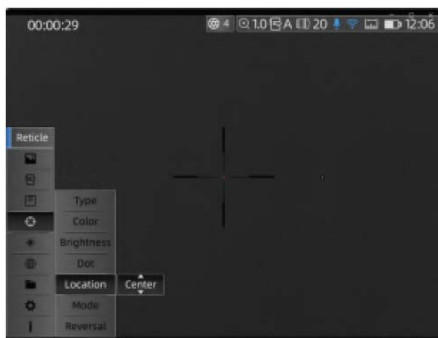 00:00:29 4 1.0 A 20 12:06
Reticle
Type
Color
Brightness
Dot
Location Center
Mode
Reversal